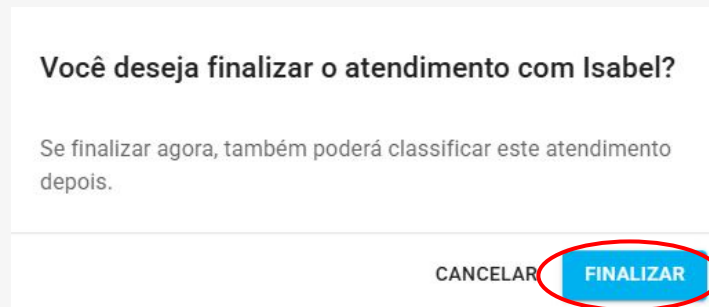 Você deseja finalizar o atendimento com Isabel?
Se finalizar agora, também poderá classificar este atendimento
depois.
CANCELAR FINALIZAR